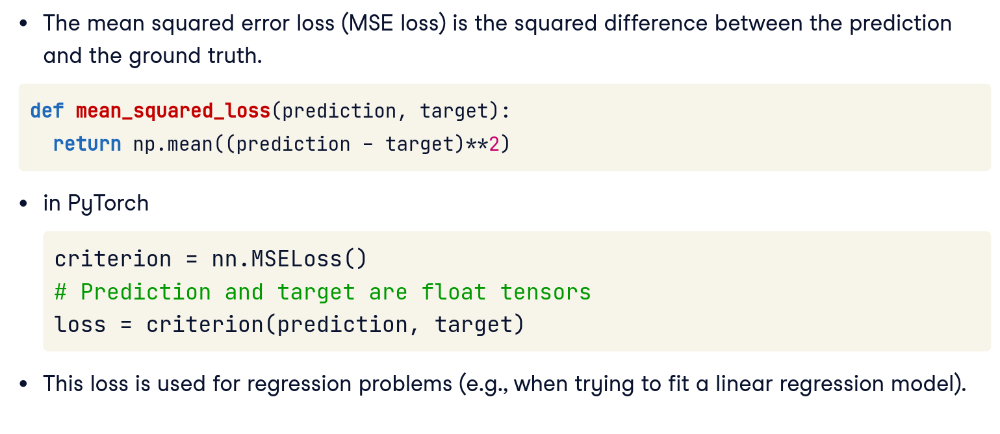 • The mean squared error loss (MSE loss) is the squared difference between the prediction
and the ground truth.
def mean_squared_loss(prediction, target):
  return np.mean((prediction - target)**2)
• in PyTorch
criterion = nn.MSELoss()
# Prediction and target are float tensors
loss = criterion(prediction, target)
• This loss is used for regression problems (e.g., when trying to fit a linear regression model).